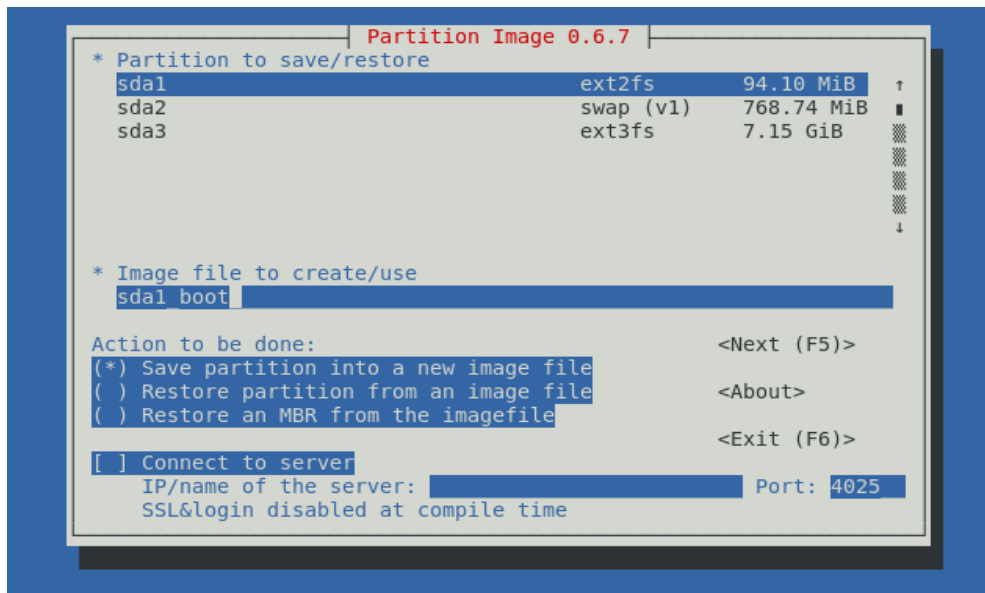 Partition Image 0.6.7
* Partition to save/restore
sda1 ext2fs 94.10 MiB ↑
sda2 swap (v1) 768.74 MiB
sda3 ext3fs 7.15 GiB
↓
* Image file to create/use
sda1_boot
Action to be done: <Next (F5)>
(*) Save partition into a new image file
( ) Restore partition from an image file <About>
( ) Restore an MBR from the imagefile
<Exit (F6)>
[ ] Connect to server
IP/name of the server: Port: 4025
SSL&login disabled at compile time